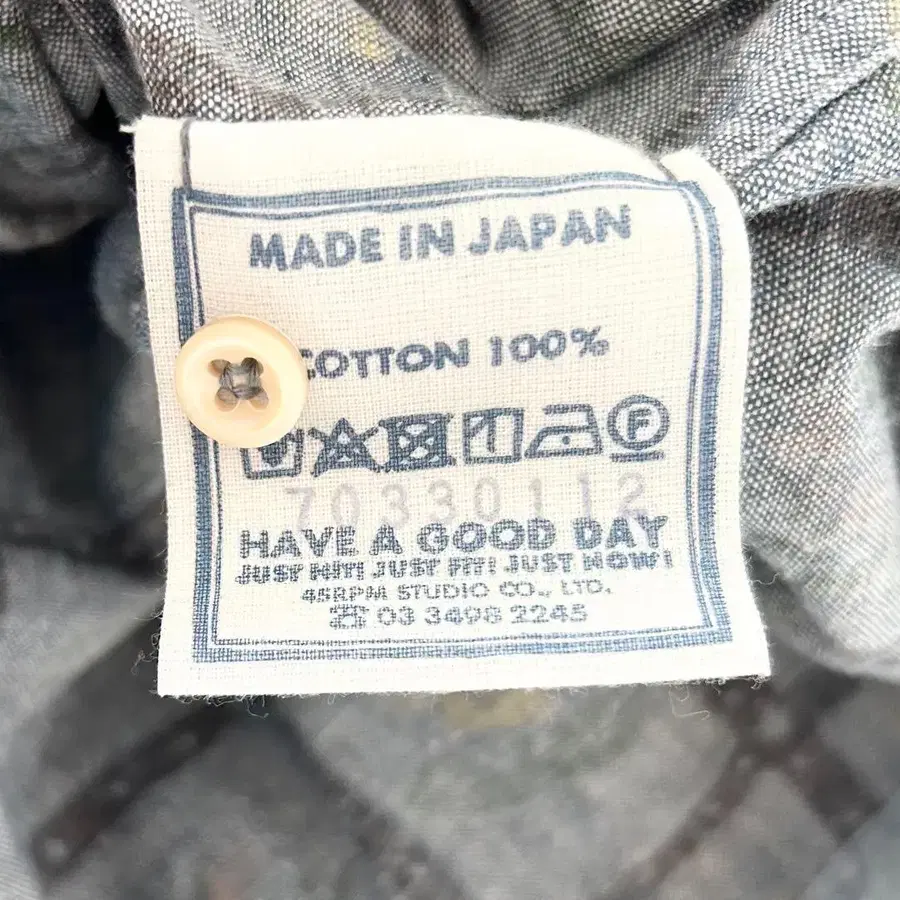 MADE IN JAPAN
COTTON 100%
F
70330112
HAVE A GOOD DAY
JUST HIT! JUST FIT! JUST NOW!
45RPM STUDIO CO., LTD.
☎ 03 3498 2245